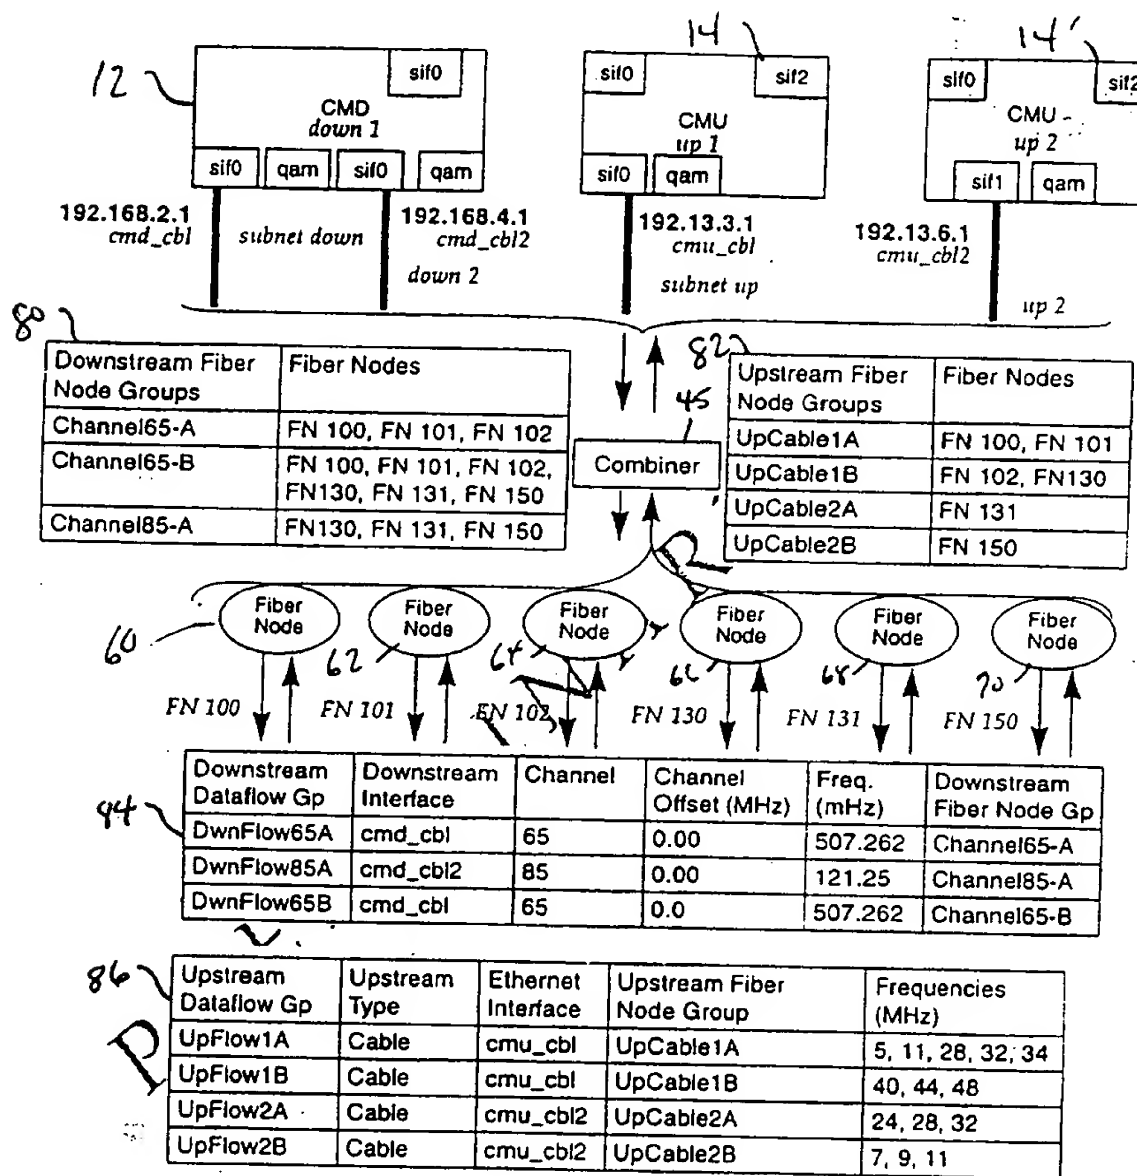 12
14
14'
sif0
CMD
down 1
sif0 qam sif0 qam
sif0 sif2
CMU
up 1
sif0 qam
sif0 sif2
CMU
up 2
sif1 qam
192.168.2.1
cmd_cbl
subnet down
192.168.4.1
cmd_cbl2
down 2
192.13.3.1
cmu_cbl
subnet up
192.13.6.1
cmu_cbl2
up 2
80
Downstream Fiber Node Groups Fiber Nodes
Channel65-A FN 100, FN 101, FN 102
Channel65-B FN 100, FN 101, FN 102,
FN130, FN 131, FN 150
Channel85-A FN130, FN 131, FN 150
45
Combiner
82
Upstream Fiber Node Groups Fiber Nodes
UpCable1A FN 100, FN 101
UpCable1B FN 102, FN130
UpCable2A FN 131
UpCable2B FN 150
Fiber Node
Fiber Node
Fiber Node
Fiber Node
Fiber Node
Fiber Node
60
62
64
66
68
70
FN 100
FN 101
FN 102
FN 130
FN 131
FN 150
84
Downstream Dataflow Gp Downstream Interface Channel Channel Offset (MHz) Freq. (mHz) Downstream Fiber Node Gp
DwnFlow65A cmd_cbl 65 0.00 507.262 Channel65-A
DwnFlow85A cmd_cbl2 85 0.00 121.25 Channel85-A
DwnFlow65B cmd_cbl 65 0.0 507.262 Channel65-B
86
Upstream Dataflow Gp Upstream Type Ethernet Interface Upstream Fiber Node Group Frequencies (MHz)
UpFlow1A Cable cmu_cbl UpCable1A 5, 11, 28, 32, 34
UpFlow1B Cable cmu_cbl UpCable1B 40, 44, 48
UpFlow2A Cable cmu_cbl2 UpCable2A 24, 28, 32
UpFlow2B Cable cmu_cbl2 UpCable2B 7, 9, 11